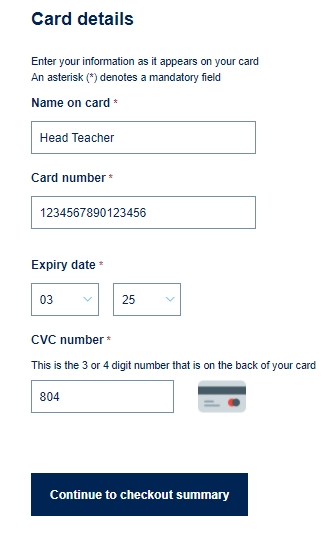 Card details
Enter your information as it appears on your card
An asterisk (*) denotes a mandatory field
Name on card *
Head Teacher
Card number *
1234567890123456
Expiry date *
03 25
CVC number *
This is the 3 or 4 digit number that is on the back of your card
804
Continue to checkout summary